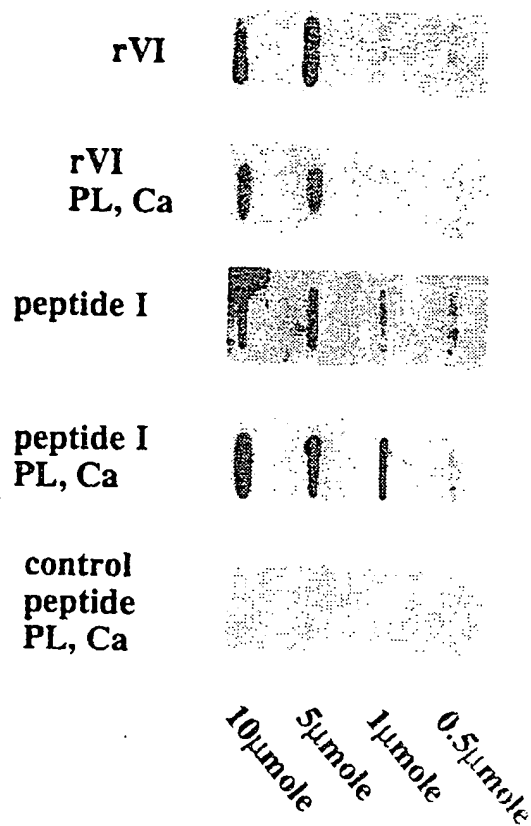 rVI
rVI
PL, Ca
peptide I
peptide I
PL, Ca
control
peptide
PL, Ca
10μmole
5μmole
1μmole
0.5μmole